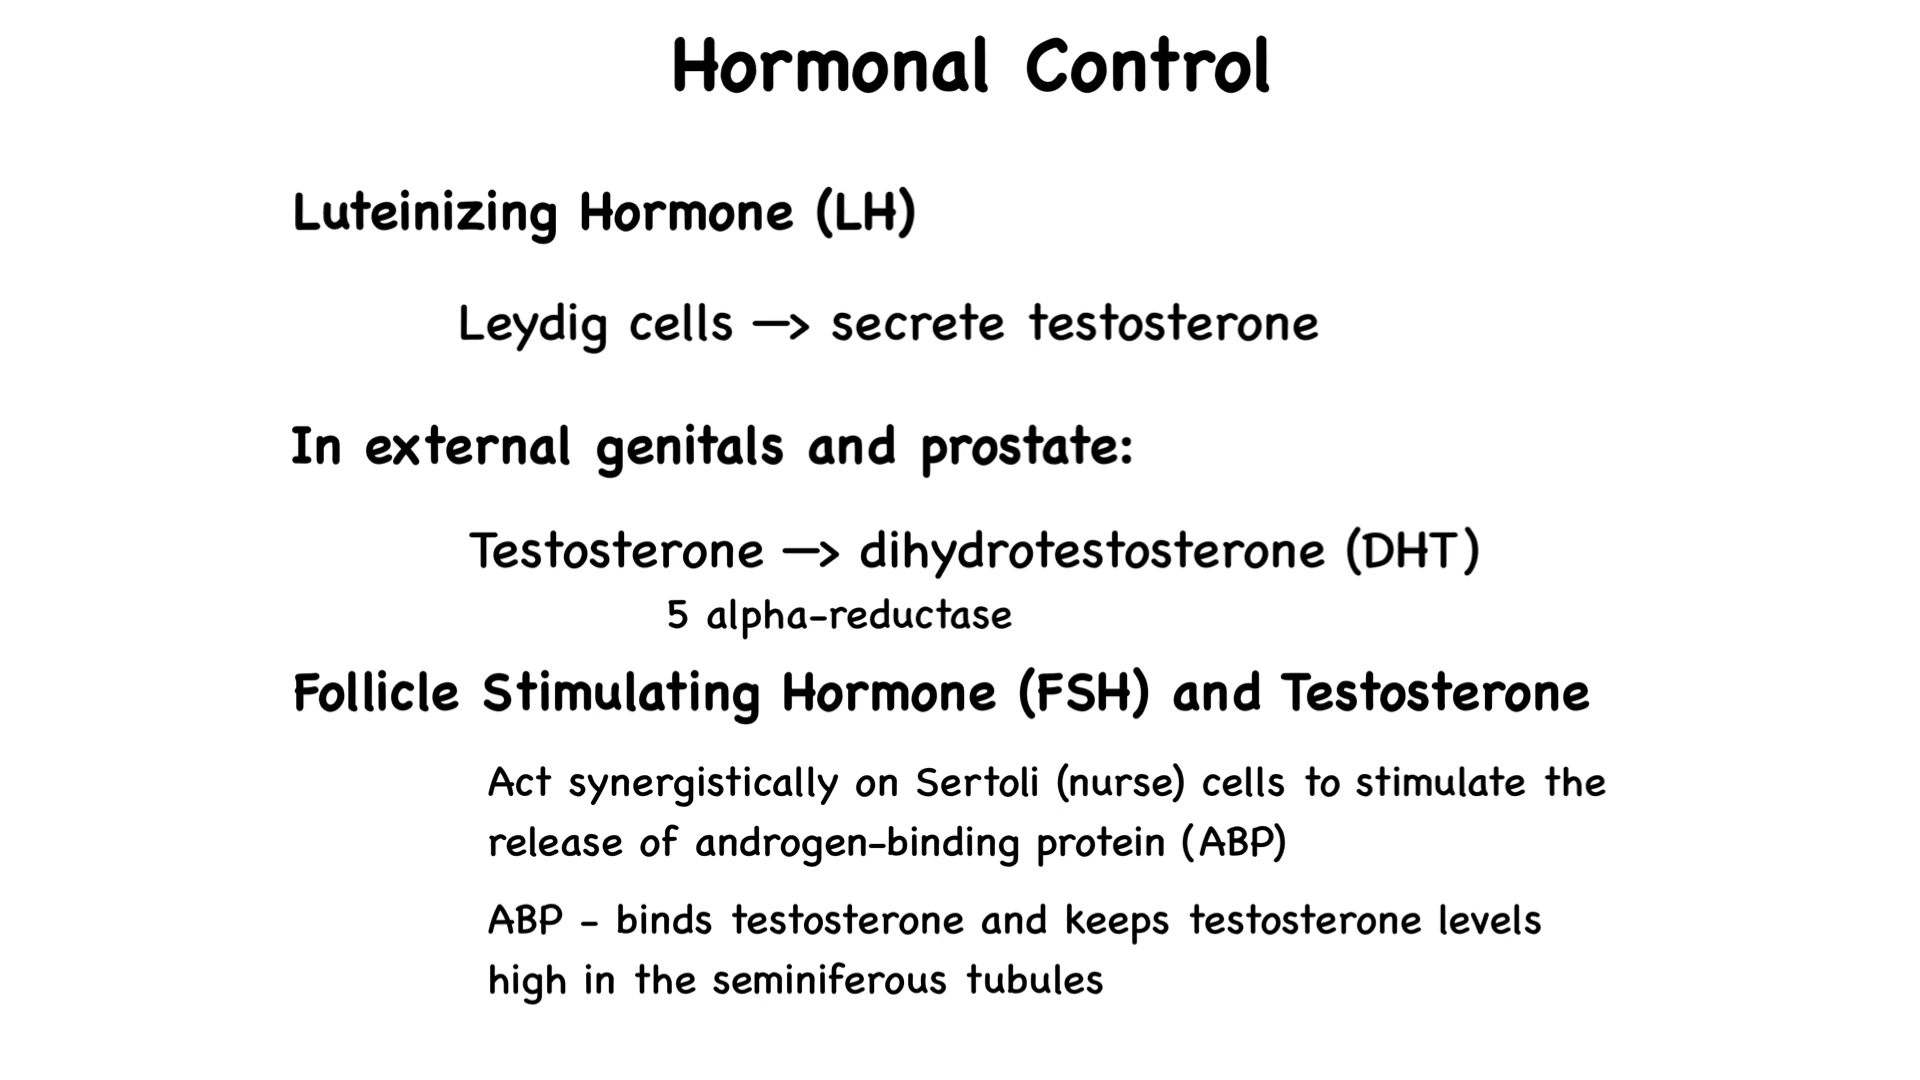 Hormonal Control
Luteinizing Hormone (LH)
Leydig cells —> secrete testosterone
In external genitals and prostate:
Testosterone —> dihydrotestosterone (DHT)
5 alpha-reductase
Follicle Stimulating Hormone (FSH) and Testosterone
Act synergistically on Sertoli (nurse) cells to stimulate the
release of androgen-binding protein (ABP)
ABP - binds testosterone and keeps testosterone levels
high in the seminiferous tubules